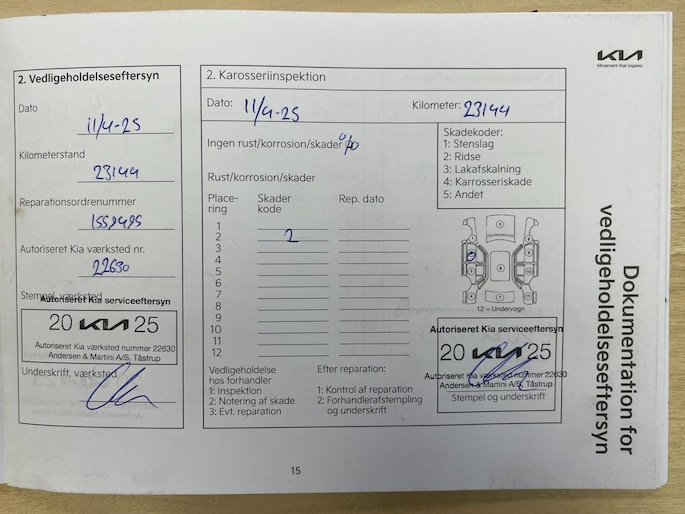 KIA
Movement that inspires
Dokumentation for
vedligeholdelseseftersyn
2. Vedligeholdelseseftersyn
Dato
11/4-25
Kilometerstand
23144
Reparationsordrenummer
Autoriseret Kia værksted nr.
22630
Stempel, værksted
Autoriseret Kia serviceeftersyn
20 KIA 25
Autoriseret Kia værksted nummer 22630
Andersen & Martini A/S, Tåstrup
Underskrift, værksted
2. Karosseriinspektion
Dato: 11/4-25
Kilometer: 23144
Ingen rust/korrosion/skader
Rust/korrosion/skader
Skadekoder:
1: Stenslag
2: Ridse
3: Lakafskalning
4: Karrosseriskade
5: Andet
Place-
ring
Skader
kode
Rep. dato
1
2 2
3
4
5
6
7
8
9
10
11
12
12 = Undervogn
Vedligeholdelse
hos forhandler
1: Inspektion
2: Notering af skade
3: Evt. reparation
Efter reparation:
1: Kontrol af reparation
2: Forhandlerafstempling
og underskrift
Autoriseret Kia serviceeftersyn
20 KIA 25
Autoriseret Kia værksted nummer 22630
Andersen & Martini A/S, Tåstrup
Stempel og underskrift
15